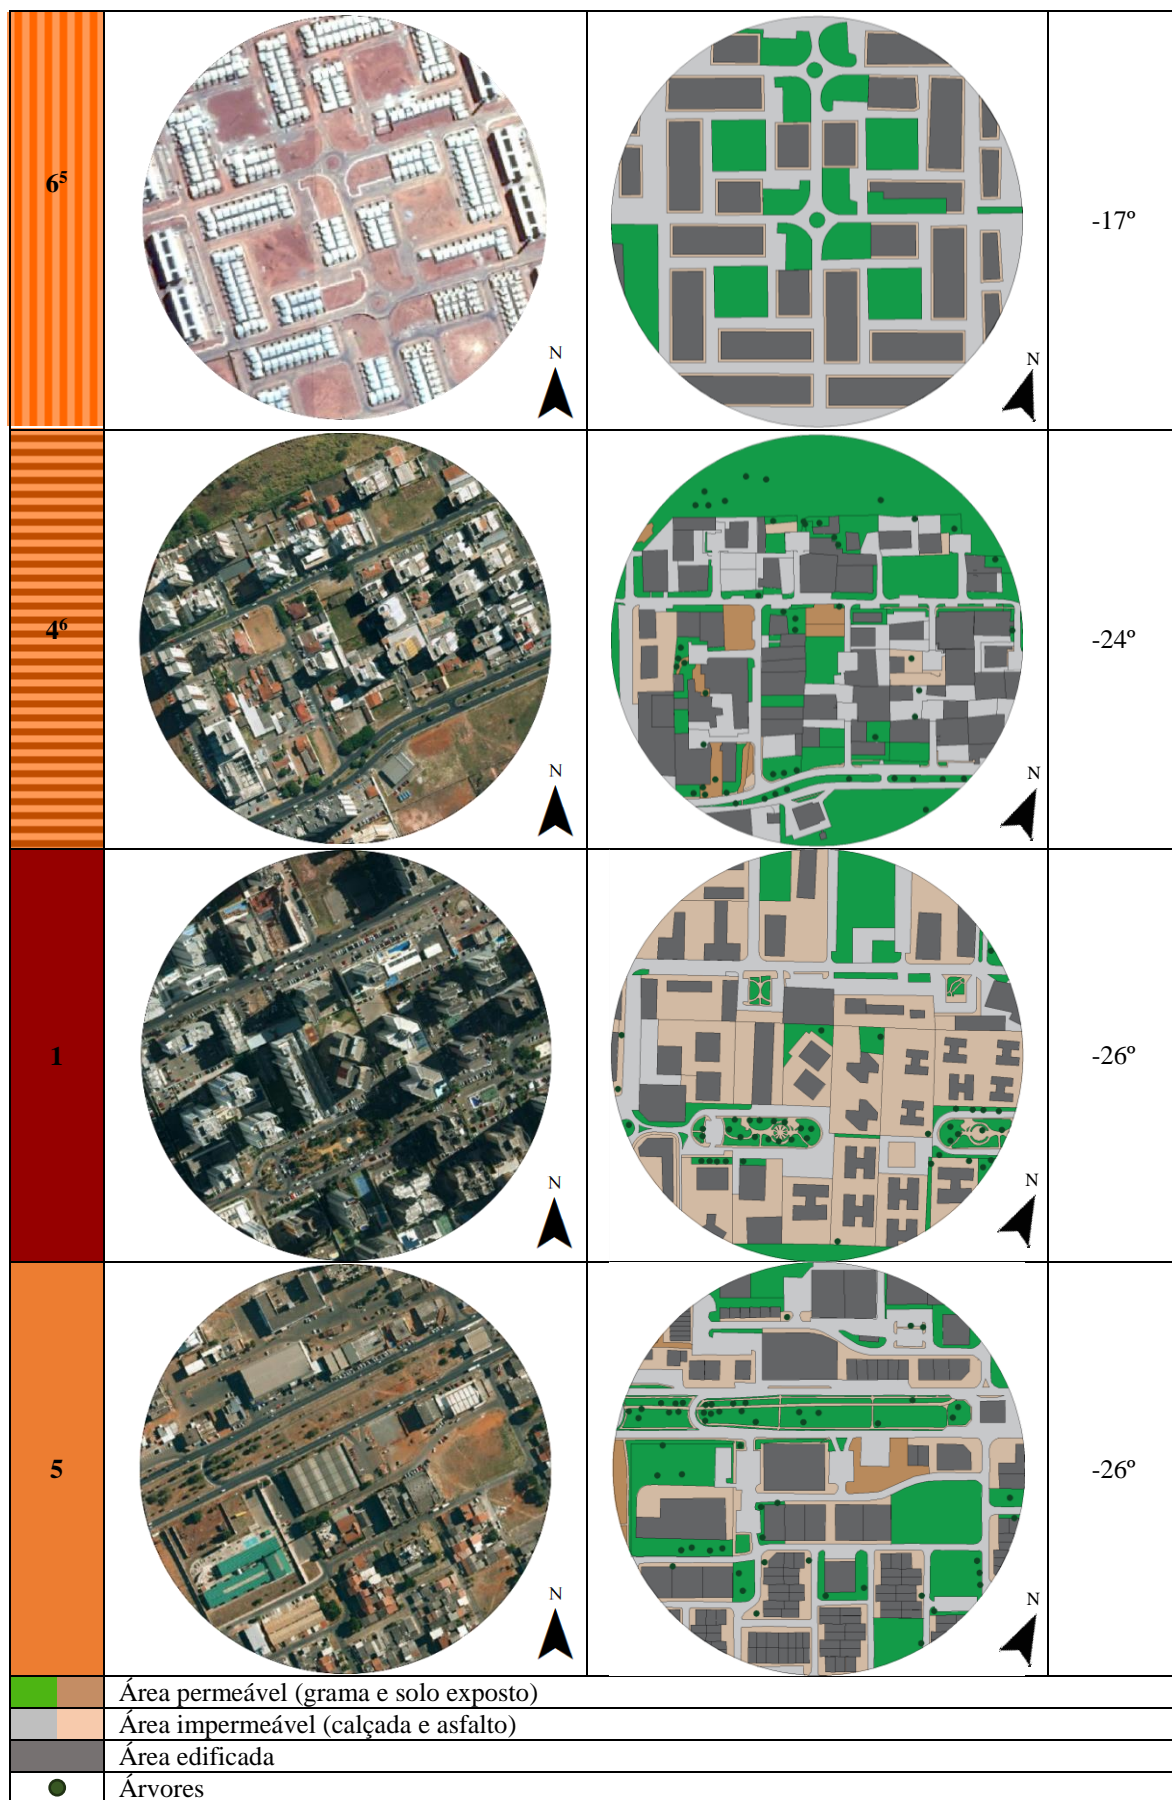 6⁵
N
N
-17º
4⁶
N
N
-24º
1
N
N
-26º
5
N
N
-26º
Área permeável (grama e solo exposto)
Área impermeável (calçada e asfalto)
Área edificada
Árvores